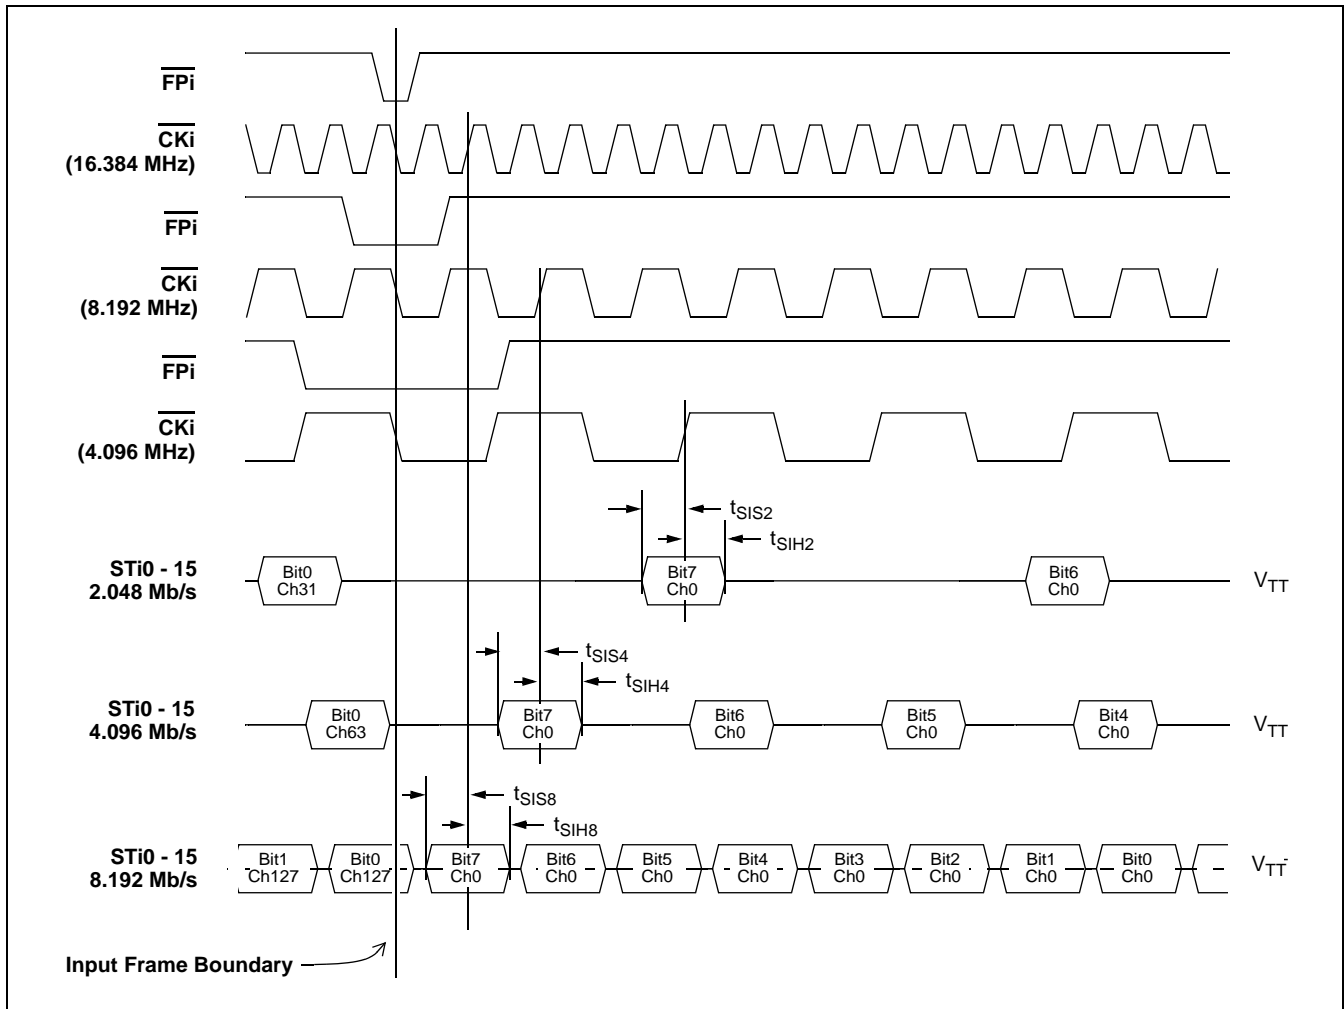 FPi
CKi
(16.384 MHz)
FPi
CKi
(8.192 MHz)
FPi
CKi
(4.096 MHz)
tSIS2
tSIH2
STi0 - 15
2.048 Mb/s
Bit0
Ch31
Bit7
Ch0
Bit6
Ch0
VTT
tSIS4
tSIH4
STi0 - 15
4.096 Mb/s
Bit0
Ch63
Bit7
Ch0
Bit6
Ch0
Bit5
Ch0
Bit4
Ch0
VTT
tSIS8
tSIH8
STi0 - 15
8.192 Mb/s
Bit1
Ch127
Bit0
Ch127
Bit7
Ch0
Bit6
Ch0
Bit5
Ch0
Bit4
Ch0
Bit3
Ch0
Bit2
Ch0
Bit1
Ch0
Bit0
Ch0
VTT
Input Frame Boundary